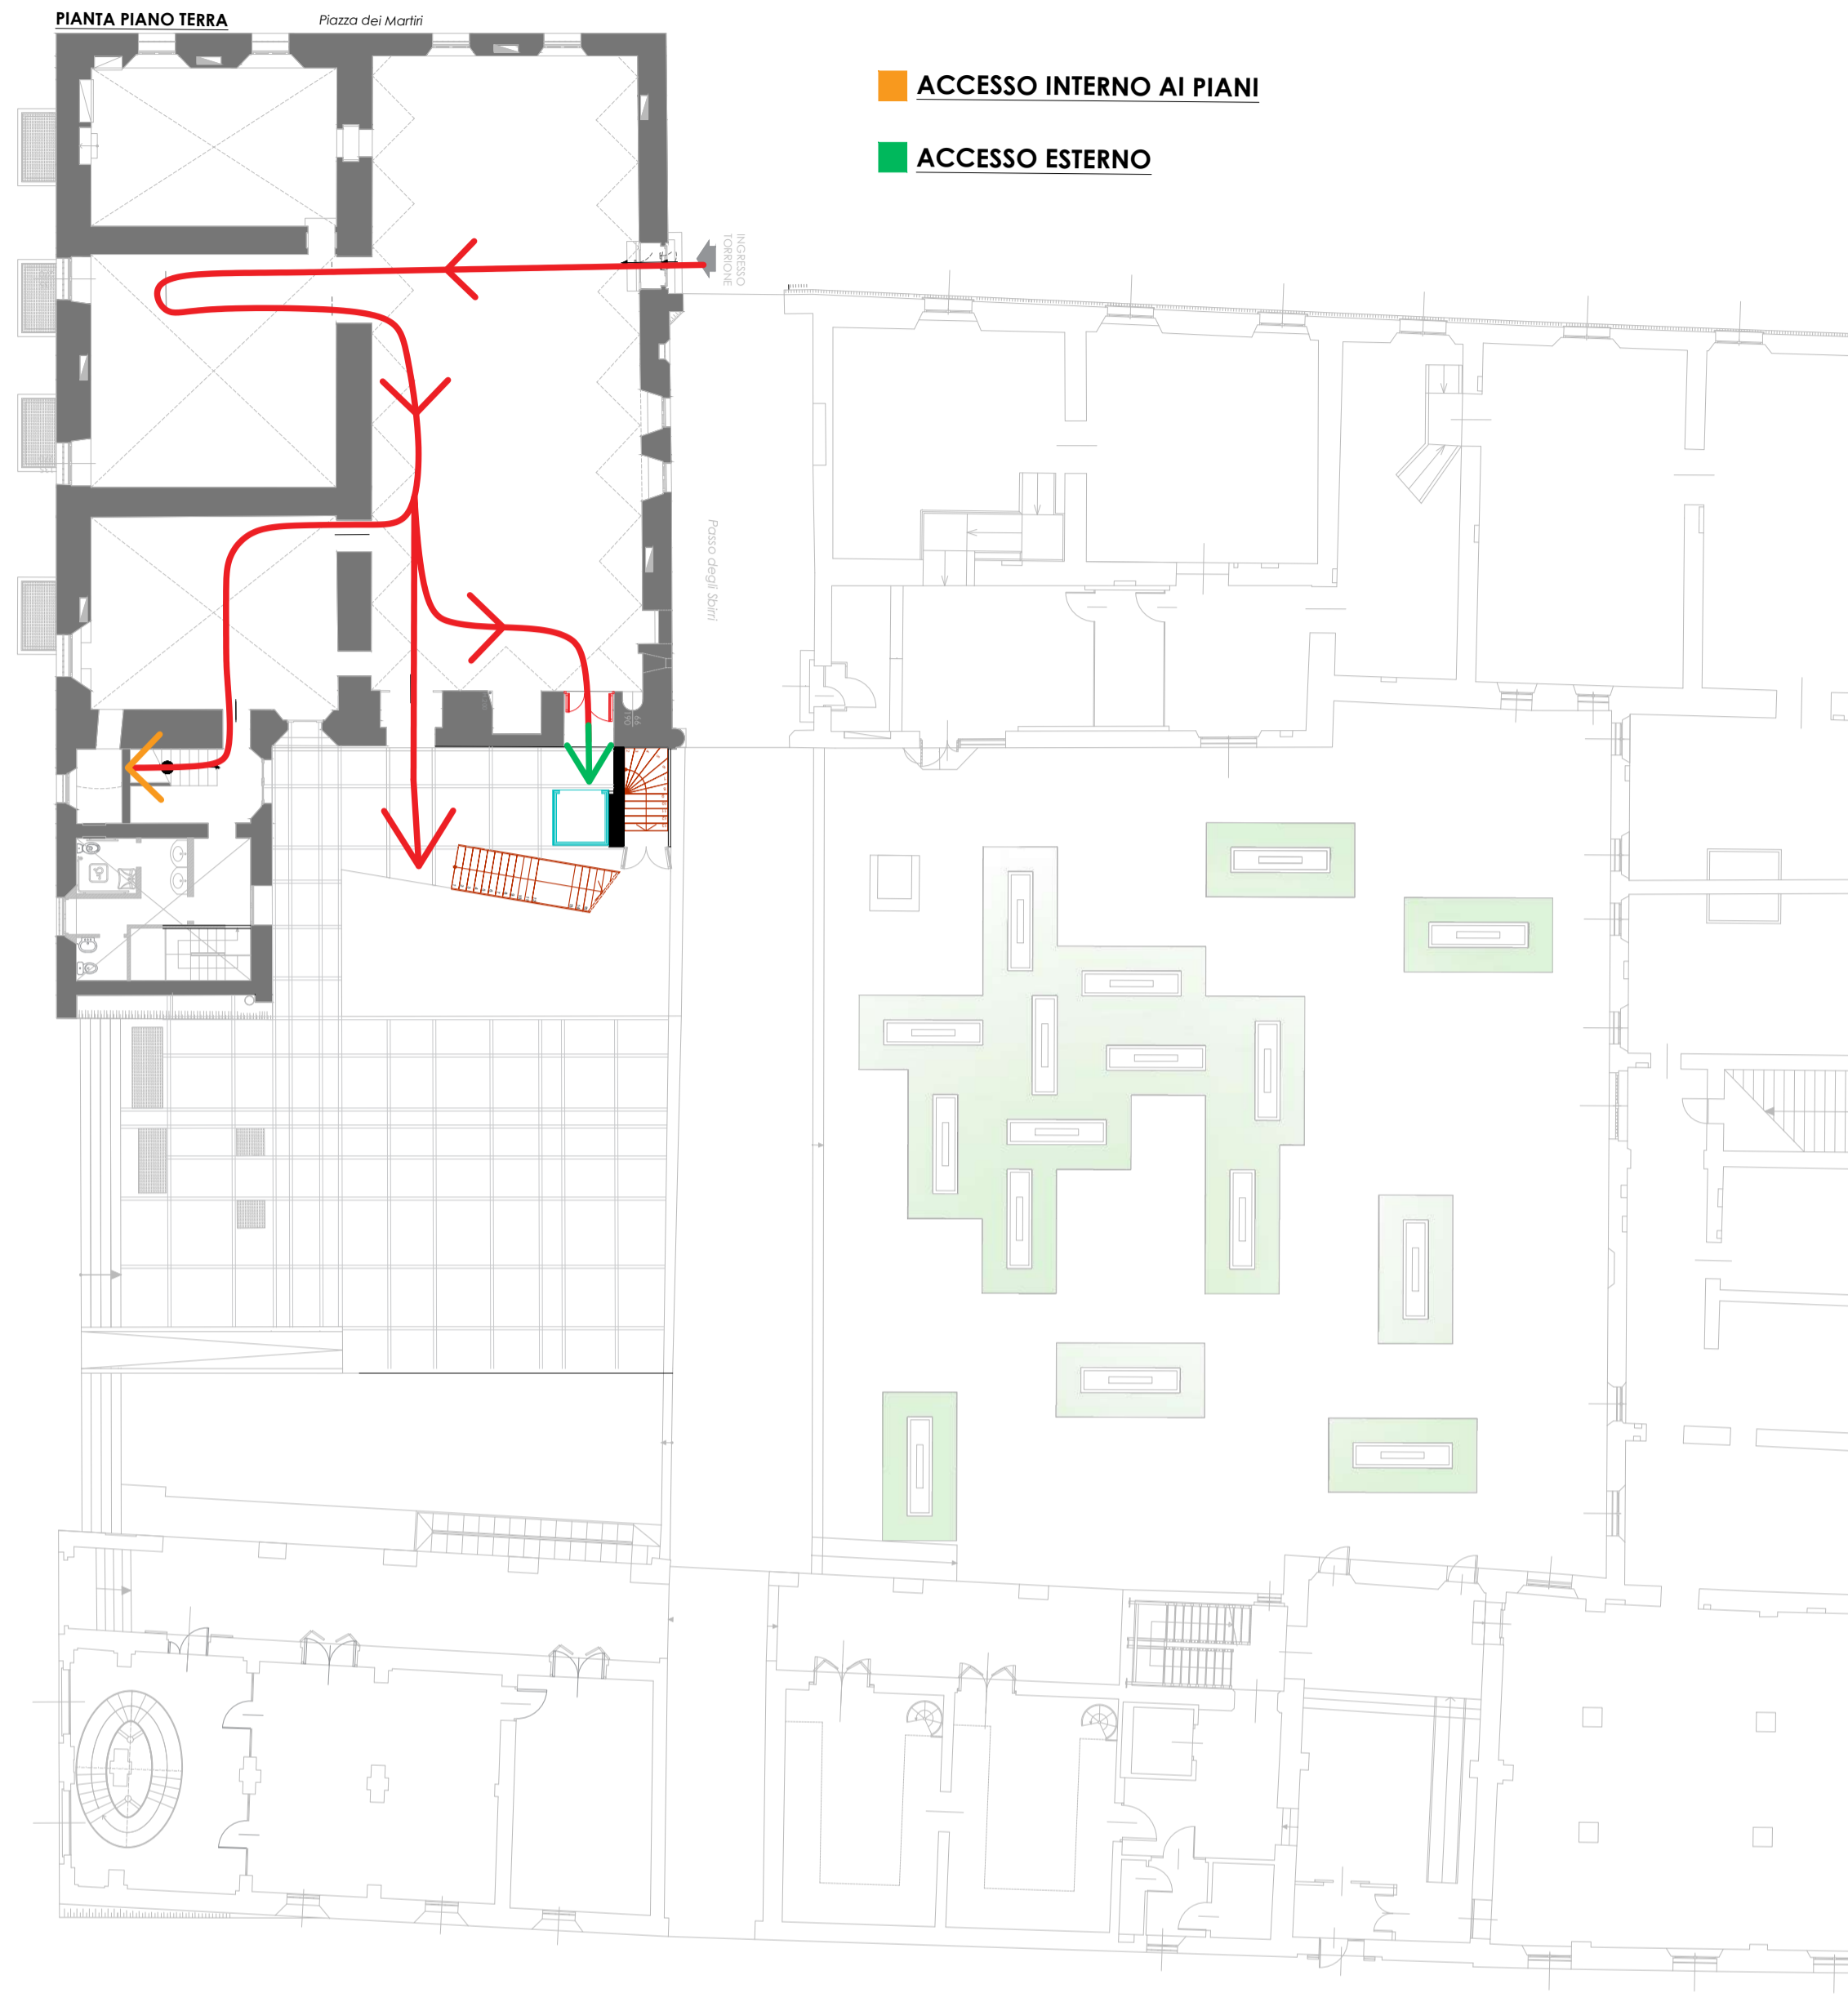 PIANTA PIANO TERRA
Piazza dei Martiri
ACCESSO INTERNO AI PIANI
ACCESSO ESTERNO
INGRESSO
TORRIONE
Passo degli Sbirri